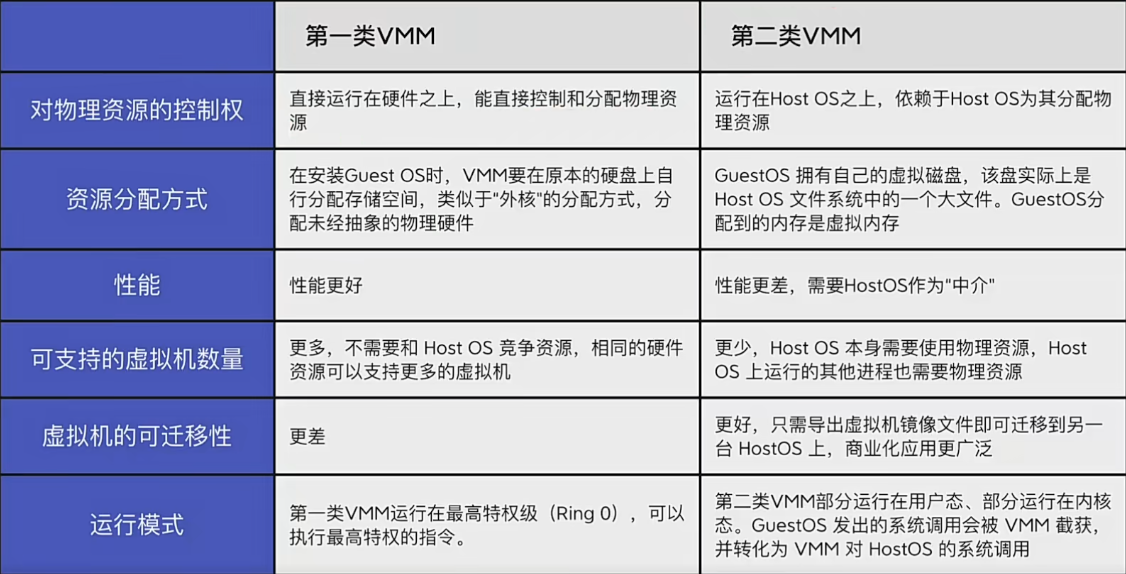 第一类VMM
第二类VMM
对物理资源的控制权
直接运行在硬件之上，能直接控制和分配物理资
源
运行在Host OS之上，依赖于Host OS为其分配物
理资源
资源分配方式
在安装Guest OS时，VMM要在原本的硬盘上自
行分配存储空间，类似于“外核”的分配方式，分
配未经抽象的物理硬件
GuestOS 拥有自己的虚拟磁盘，该盘实际上是
Host OS 文件系统中的一个大文件。GuestOS分
配到的内存是虚拟内存
性能
性能更好
性能更差，需要HostOS作为“中介”
可支持的虚拟机数量
更多，不需要和 Host OS 竞争资源，相同的硬件
资源可以支持更多的虚拟机
更少，Host OS 本身需要使用物理资源，Host
OS 上运行的其他进程也需要物理资源
虚拟机的可迁移性
更差
更好，只需导出虚拟机镜像文件即可迁移到另一
台 HostOS 上，商业化应用更广泛
运行模式
第一类VMM运行在最高特权级（Ring 0），可以
执行最高特权的指令。
第二类VMM部分运行在用户态、部分运行在内核
态。GuestOS 发出的系统调用会被 VMM 截获，
并转化为 VMM 对 HostOS 的系统调用